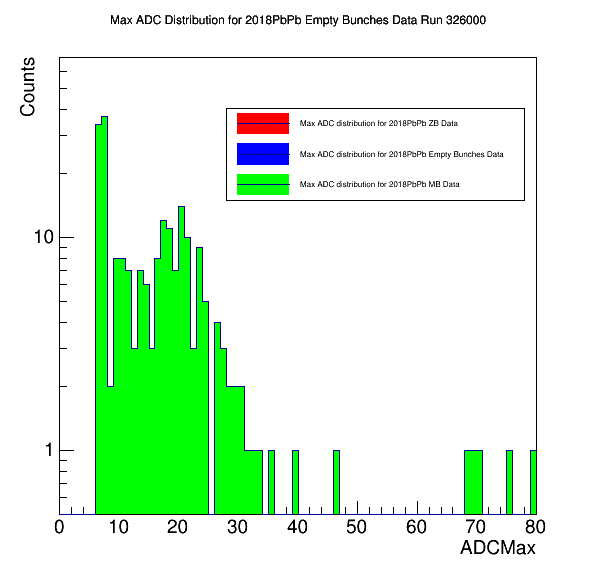 Max ADC Distribution for 2018PbPb Empty Bunches Data Run 326000
Counts
Max ADC distribution for 2018PbPb ZB Data
Max ADC distribution for 2018PbPb Empty Bunches Data
Max ADC distribution for 2018PbPb MB Data
10
1
0 10 20 30 40 50 60 70 80
ADCMax